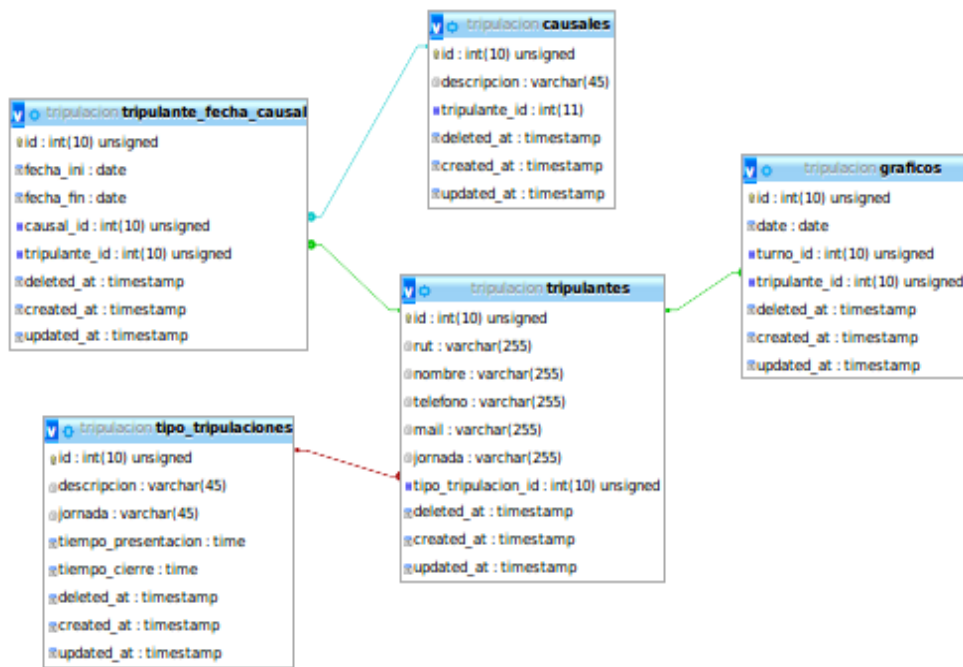 tripulacion causales
id : int(10) unsigned
descripcion : varchar(45)
tripulante_id : int(11)
deleted_at : timestamp
created_at : timestamp
updated_at : timestamp
tripulacion tripulante_fecha_causal
id : int(10) unsigned
fecha_ini : date
fecha_fin : date
causal_id : int(10) unsigned
tripulante_id : int(10) unsigned
deleted_at : timestamp
created_at : timestamp
updated_at : timestamp
tripulacion graficos
id : int(10) unsigned
date : date
turno_id : int(10) unsigned
tripulante_id : int(10) unsigned
deleted_at : timestamp
created_at : timestamp
updated_at : timestamp
tripulacion tripulantes
id : int(10) unsigned
rut : varchar(255)
nombre : varchar(255)
telefono : varchar(255)
mail : varchar(255)
jornada : varchar(255)
tipo_tripulacion_id : int(10) unsigned
deleted_at : timestamp
created_at : timestamp
updated_at : timestamp
tripulacion tipo_tripulaciones
id : int(10) unsigned
descripcion : varchar(45)
jornada : varchar(45)
tiempo_presentacion : time
tiempo_cierre : time
deleted_at : timestamp
created_at : timestamp
updated_at : timestamp